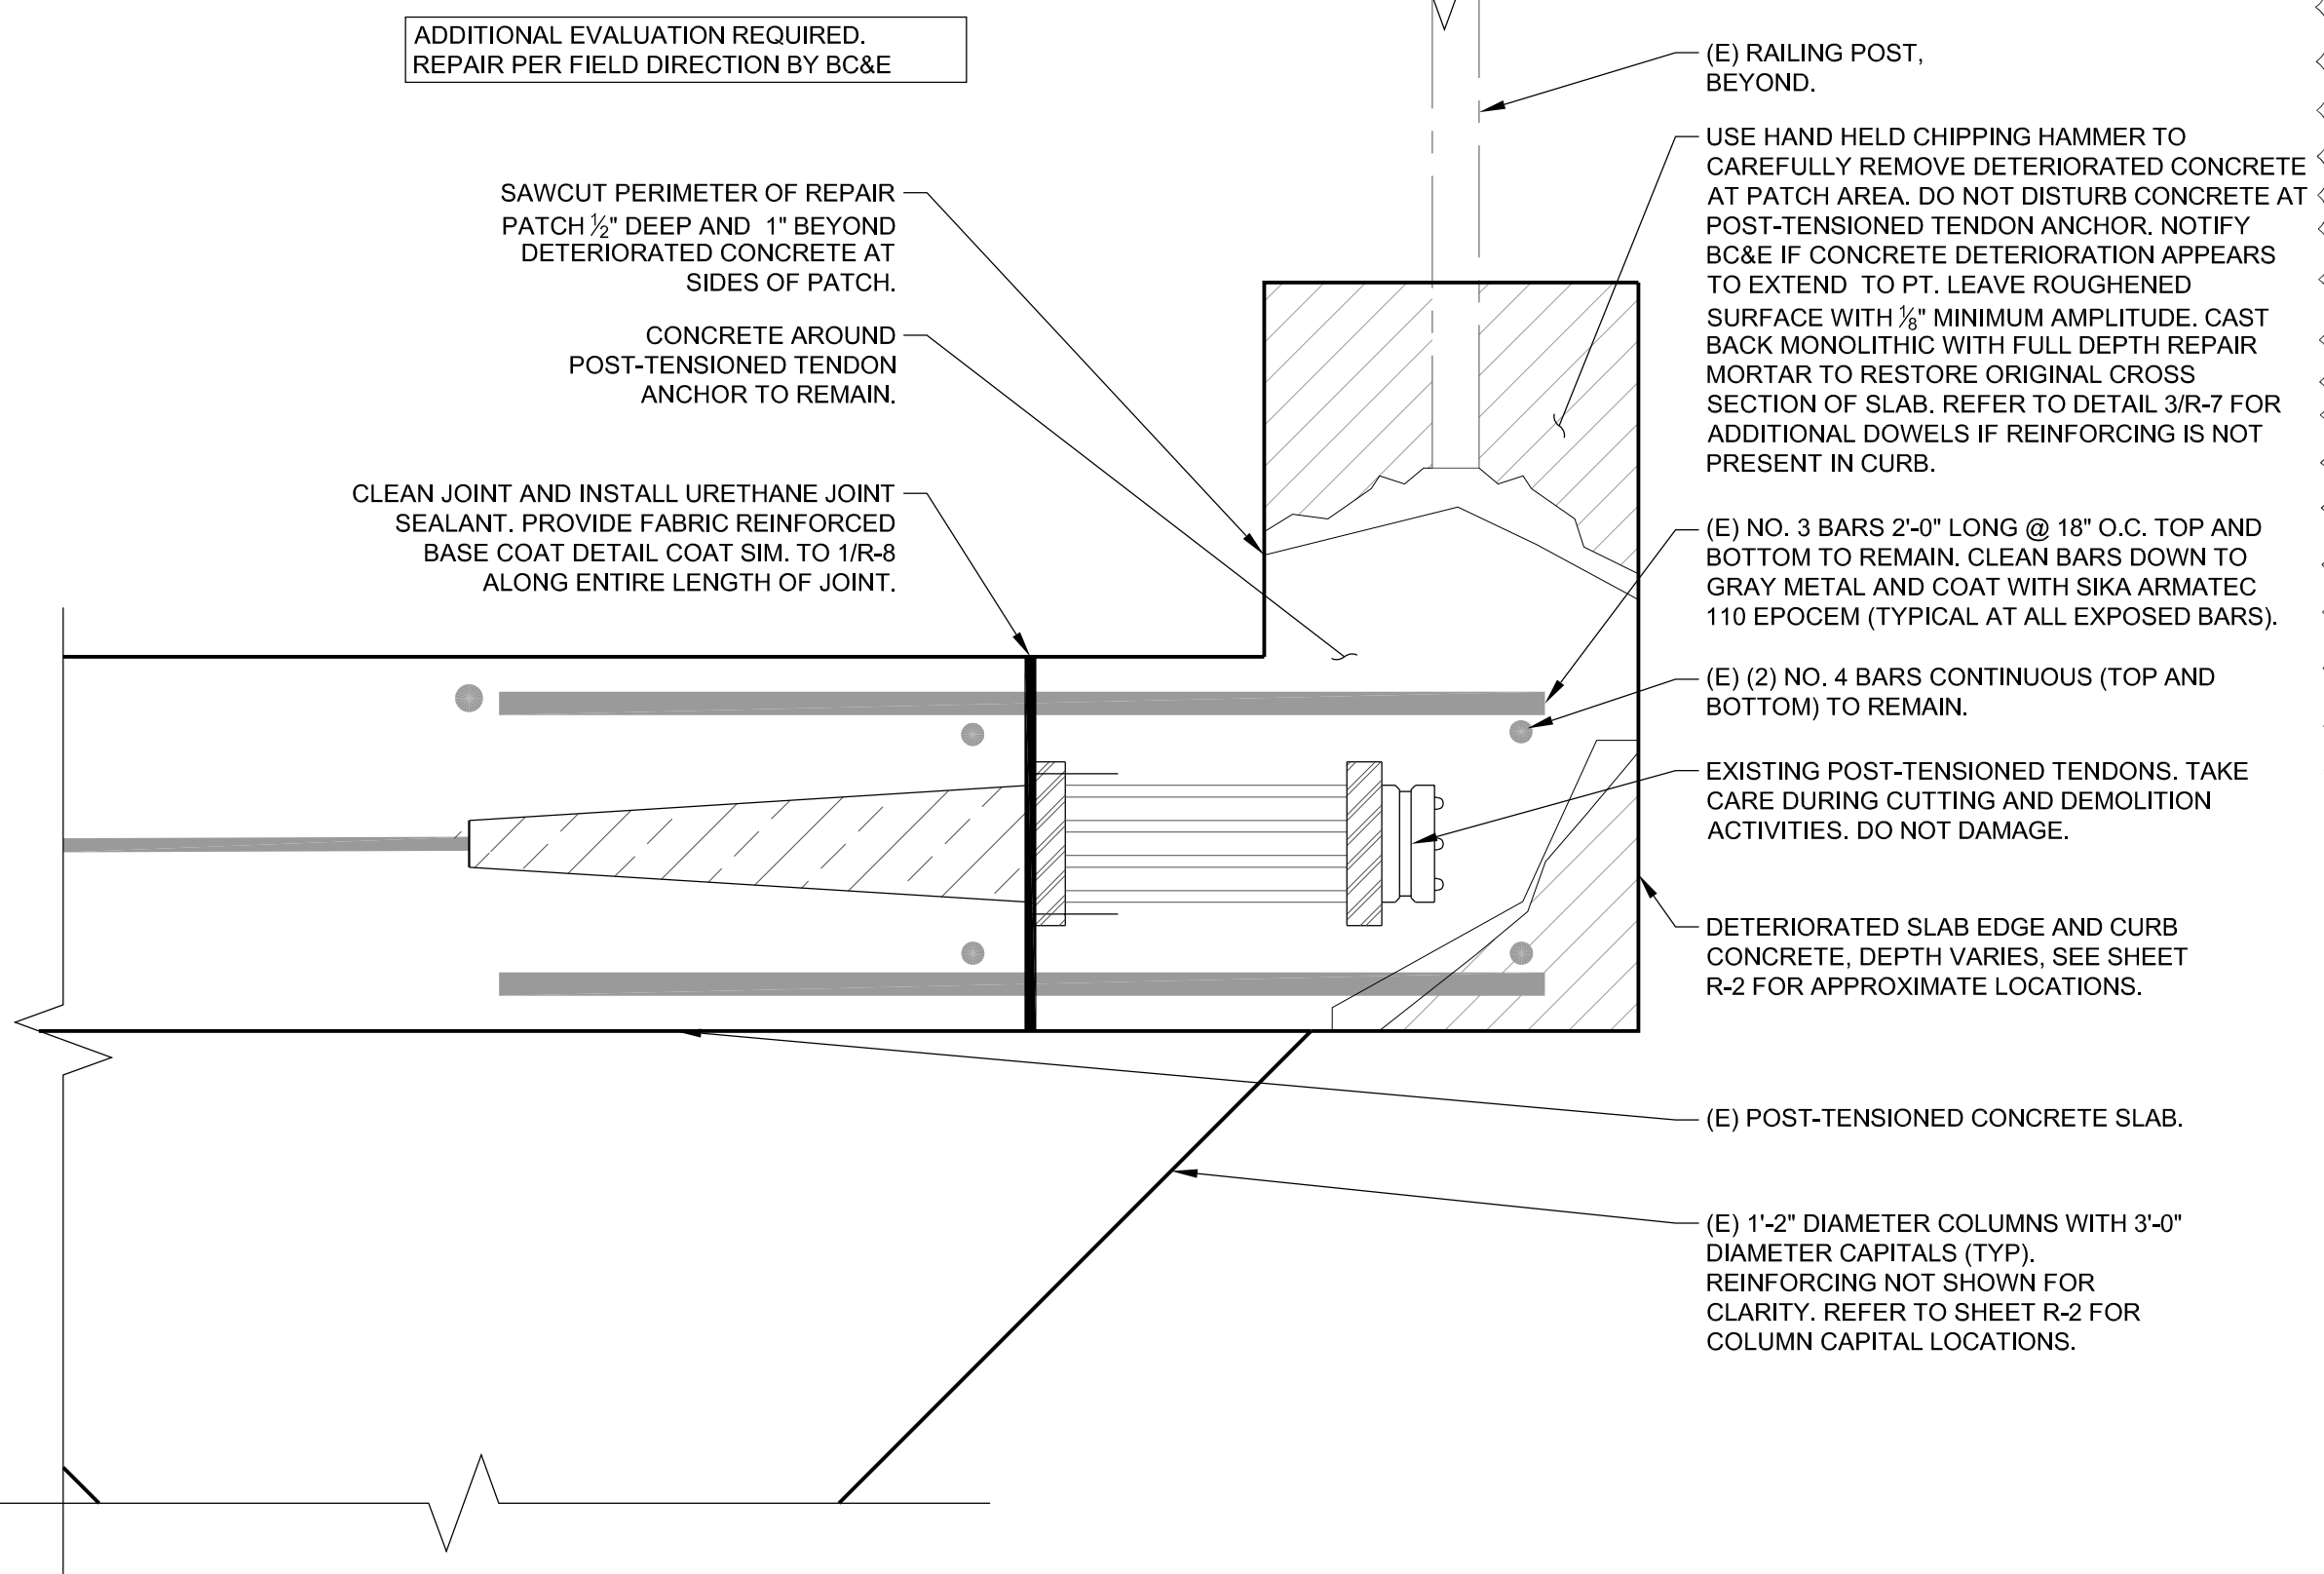 ADDITIONAL EVALUATION REQUIRED.
REPAIR PER FIELD DIRECTION BY BC&E
SAWCUT PERIMETER OF REPAIR
PATCH ½" DEEP AND 1" BEYOND
DETERIORATED CONCRETE AT
SIDES OF PATCH.
CONCRETE AROUND
POST-TENSIONED TENDON
ANCHOR TO REMAIN.
CLEAN JOINT AND INSTALL URETHANE JOINT
SEALANT. PROVIDE FABRIC REINFORCED
BASE COAT DETAIL COAT SIM. TO 1/R-8
ALONG ENTIRE LENGTH OF JOINT.
(E) RAILING POST,
BEYOND.
USE HAND HELD CHIPPING HAMMER TO
CAREFULLY REMOVE DETERIORATED CONCRETE
AT PATCH AREA. DO NOT DISTURB CONCRETE AT
POST-TENSIONED TENDON ANCHOR. NOTIFY
BC&E IF CONCRETE DETERIORATION APPEARS
TO EXTEND TO PT. LEAVE ROUGHENED
SURFACE WITH ⅛" MINIMUM AMPLITUDE. CAST
BACK MONOLITHIC WITH FULL DEPTH REPAIR
MORTAR TO RESTORE ORIGINAL CROSS
SECTION OF SLAB. REFER TO DETAIL 3/R-7 FOR
ADDITIONAL DOWELS IF REINFORCING IS NOT
PRESENT IN CURB.
(E) NO. 3 BARS 2'-0" LONG @ 18" O.C. TOP AND
BOTTOM TO REMAIN. CLEAN BARS DOWN TO
GRAY METAL AND COAT WITH SIKA ARMATEC
110 EPOCEM (TYPICAL AT ALL EXPOSED BARS).
(E) (2) NO. 4 BARS CONTINUOUS (TOP AND
BOTTOM) TO REMAIN.
EXISTING POST-TENSIONED TENDONS. TAKE
CARE DURING CUTTING AND DEMOLITION
ACTIVITIES. DO NOT DAMAGE.
DETERIORATED SLAB EDGE AND CURB
CONCRETE, DEPTH VARIES, SEE SHEET
R-2 FOR APPROXIMATE LOCATIONS.
(E) POST-TENSIONED CONCRETE SLAB.
(E) 1'-2" DIAMETER COLUMNS WITH 3'-0"
DIAMETER CAPITALS (TYP).
REINFORCING NOT SHOWN FOR
CLARITY. REFER TO SHEET R-2 FOR
COLUMN CAPITAL LOCATIONS.